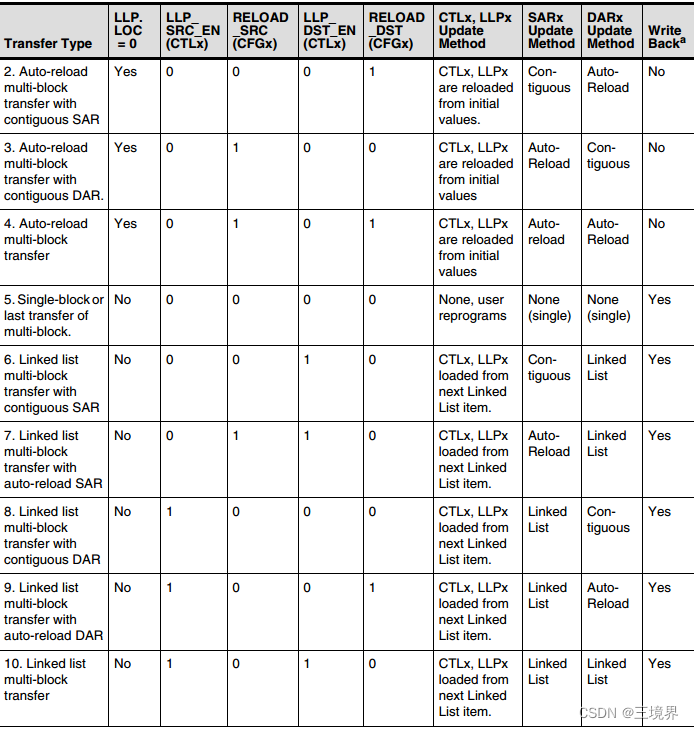 Transfer Type | LLP. LOC = 0 | LLP_ SRC_EN (CTLx) | RELOAD _SRC (CFGx) | LLP_ DST_EN (CTLx) | RELOAD _DST (CFGx) | CTLx, LLPx Update Method | SARx Update Method | DARx Update Method | Write Backa
2. Auto-reload multi-block transfer with contiguous SAR | Yes | 0 | 0 | 0 | 1 | CTLx, LLPx are reloaded from initial values. | Con-tiguous | Auto-Reload | No
3. Auto-reload multi-block transfer with contiguous DAR. | Yes | 0 | 1 | 0 | 0 | CTLx, LLPx are reloaded from initial values | Auto-Reload | Con-tiguous | No
4. Auto-reload multi-block transfer | Yes | 0 | 1 | 0 | 1 | CTLx, LLPx are reloaded from initial values | Auto-reload | Auto-Reload | No
5. Single-block or last transfer of multi-block. | No | 0 | 0 | 0 | 0 | None, user reprograms | None (single) | None (single) | Yes
6. Linked list multi-block transfer with contiguous SAR | No | 0 | 0 | 1 | 0 | CTLx, LLPx loaded from next Linked List item. | Con-tiguous | Linked List | Yes
7. Linked list multi-block transfer with auto-reload SAR | No | 0 | 1 | 1 | 0 | CTLx, LLPx loaded from next Linked List item. | Auto-Reload | Linked List | Yes
8. Linked list multi-block transfer with contiguous DAR | No | 1 | 0 | 0 | 0 | CTLx, LLPx loaded from next Linked List item. | Linked List | Con-tiguous | Yes
9. Linked list multi-block transfer with auto-reload DAR | No | 1 | 0 | 0 | 1 | CTLx, LLPx loaded from next Linked List item. | Linked List | Auto-Reload | Yes
10. Linked list multi-block transfer | No | 1 | 0 | 1 | 0 | CTLx, LLPx loaded from next Linked List item. | Linked List | Linked List | Yes
CSDN @三境界